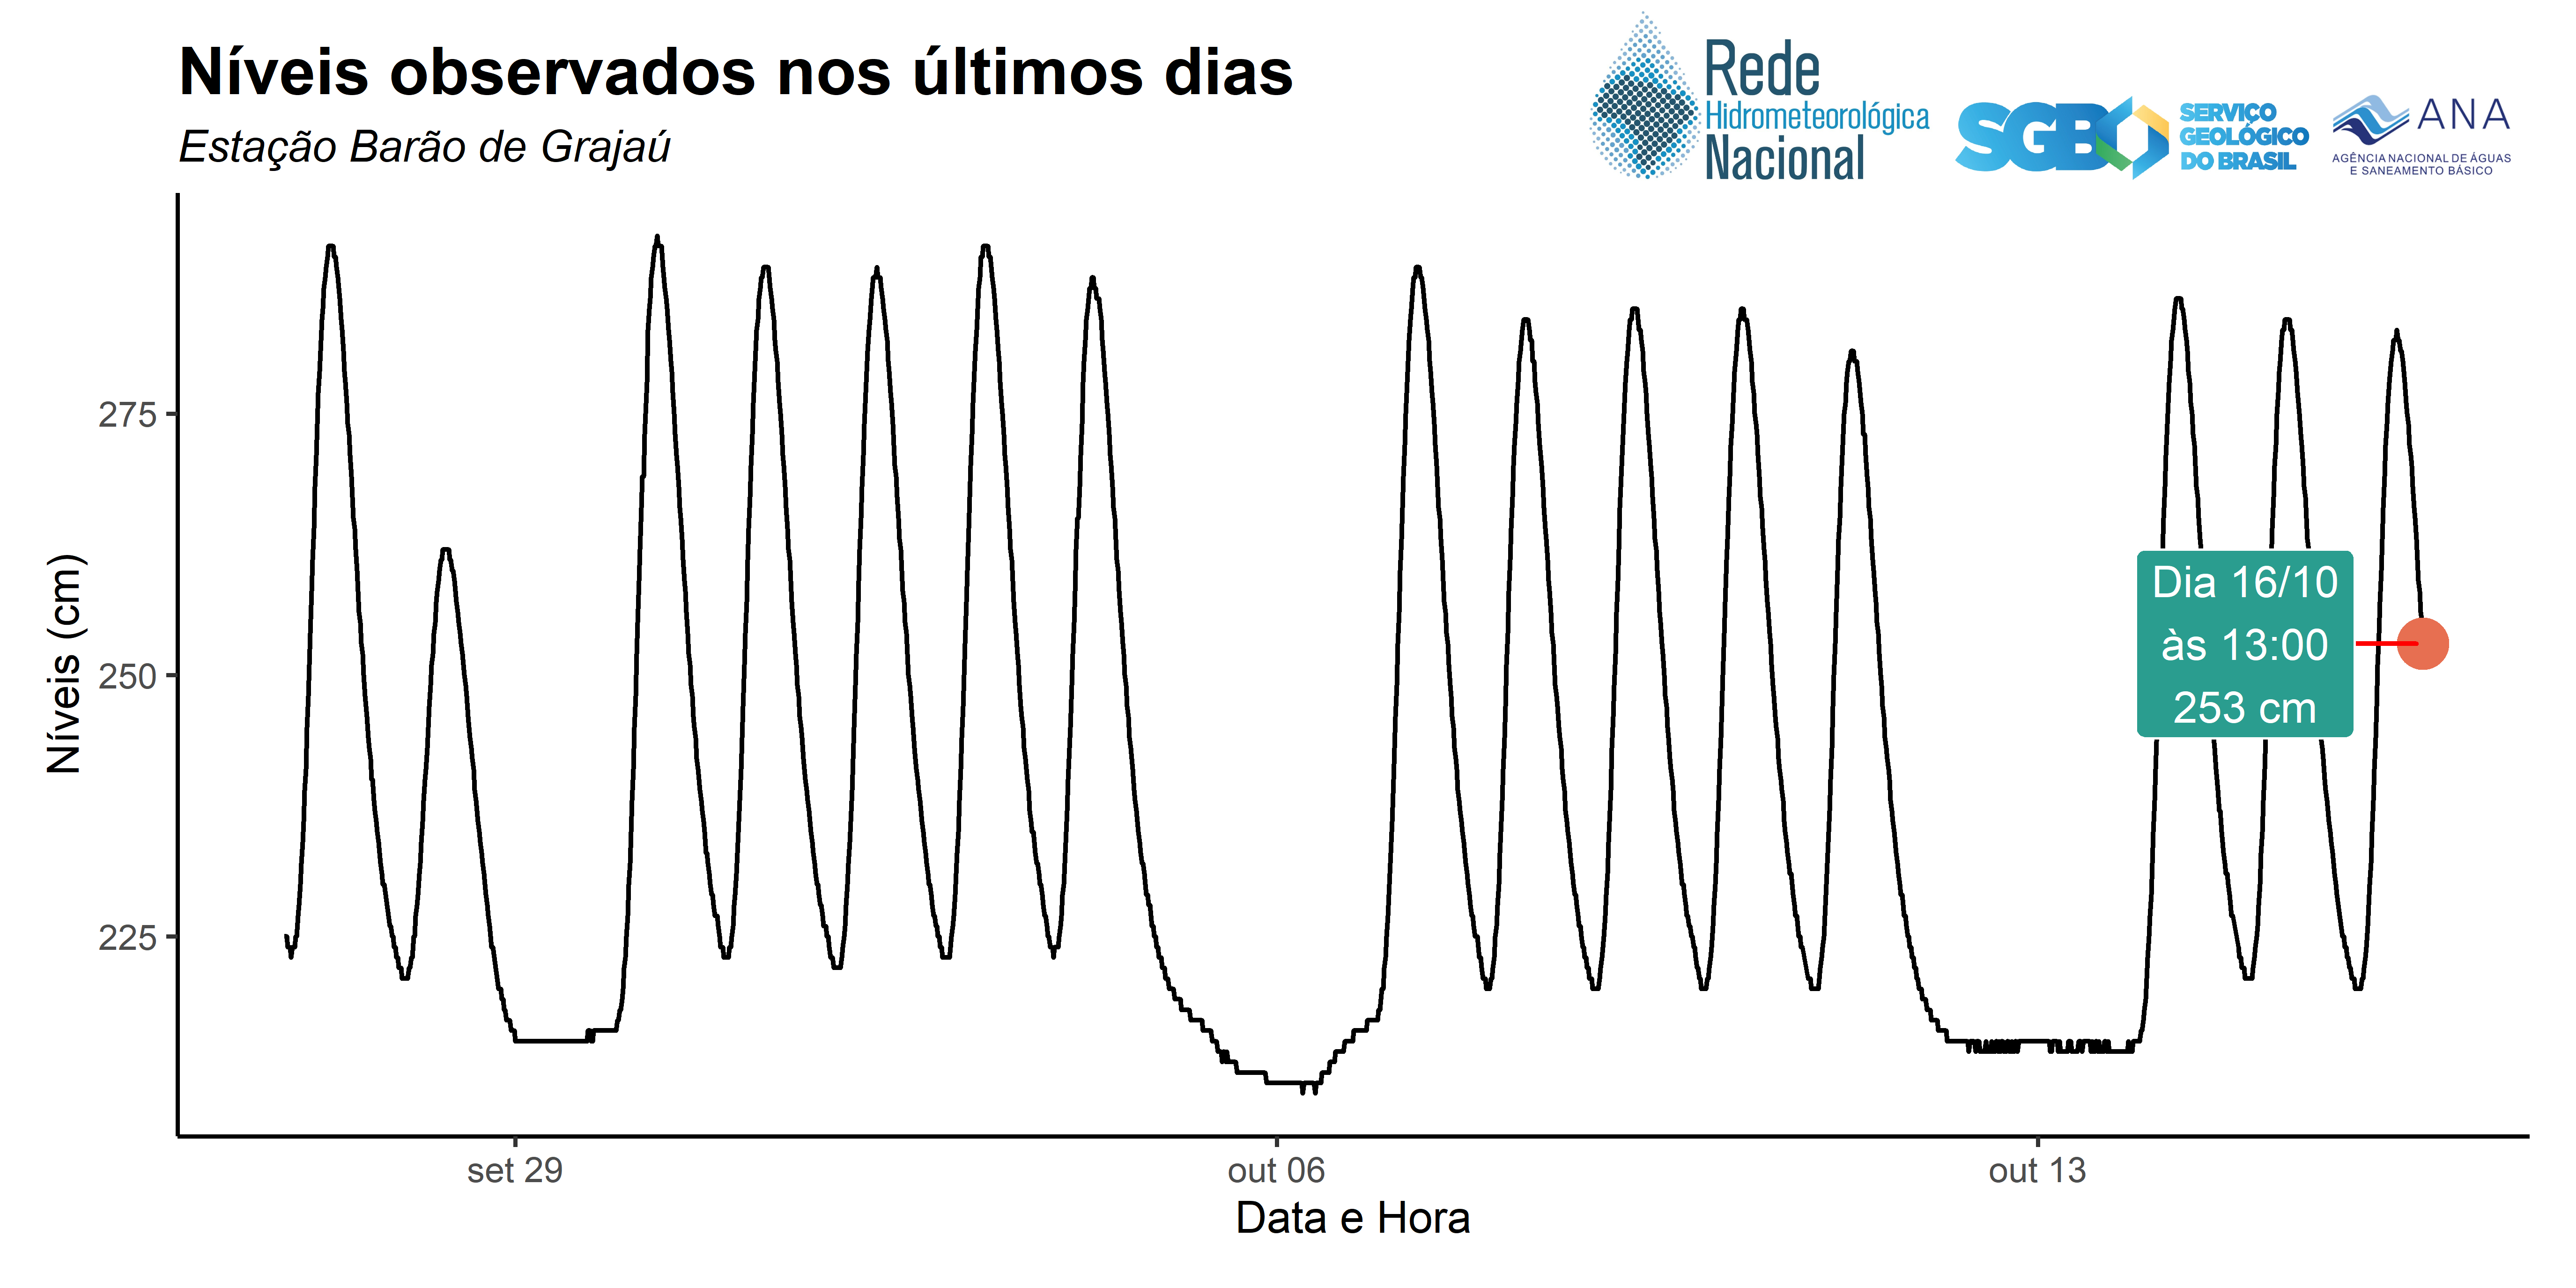 Níveis observados nos últimos dias
Estação Barão de Grajaú
Rede
Hidrometeorológica
Nacional
SGB
SERVIÇO
GEOLÓGICO
DO BRASIL
ANA
AGÊNCIA NACIONAL DE ÁGUAS
E SANEAMENTO BÁSICO
Níveis (cm)
275
250
225
Dia 16/10
às 13:00
253 cm
set 29
out 06
out 13
Data e Hora